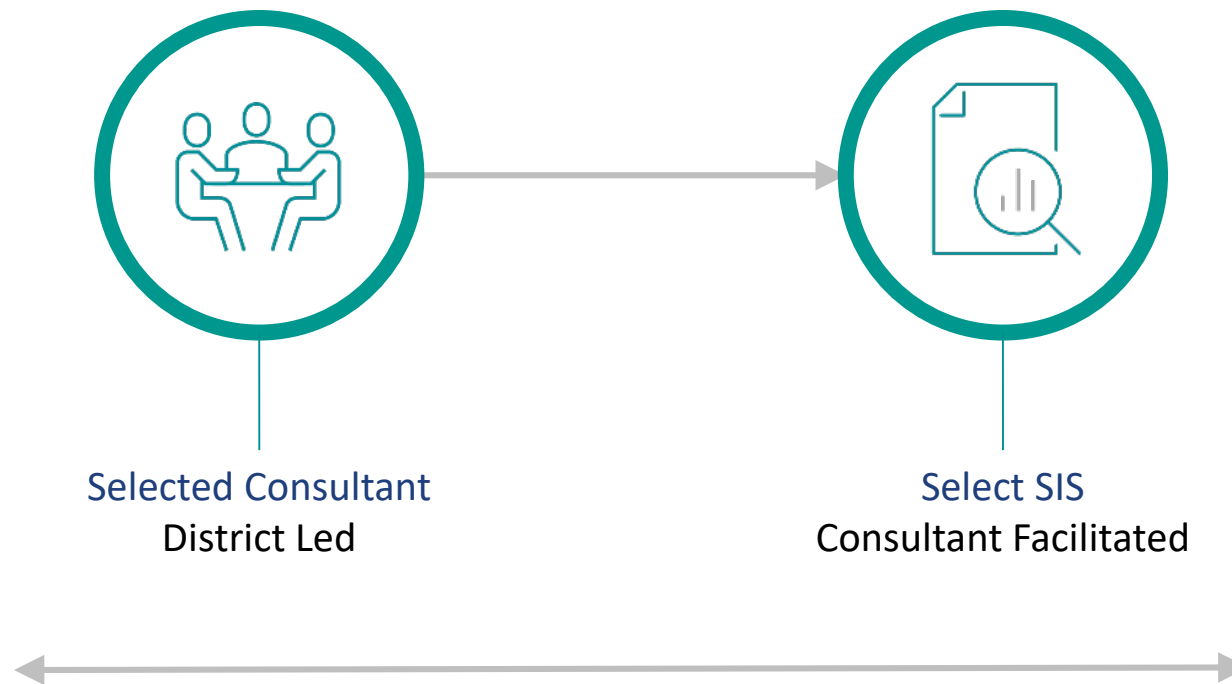 Selected Consultant
District Led
Select SIS
Consultant Facilitated